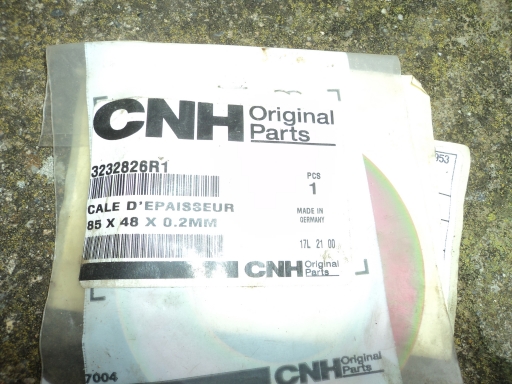 CNH Original Parts
3232826R1
PCS
1
CALE D'EPAISSEUR
85 X 48 X 0.2MM
MADE IN
GERMANY
17L 21 00
CNH Original Parts
7004
CNH Original Parts
953